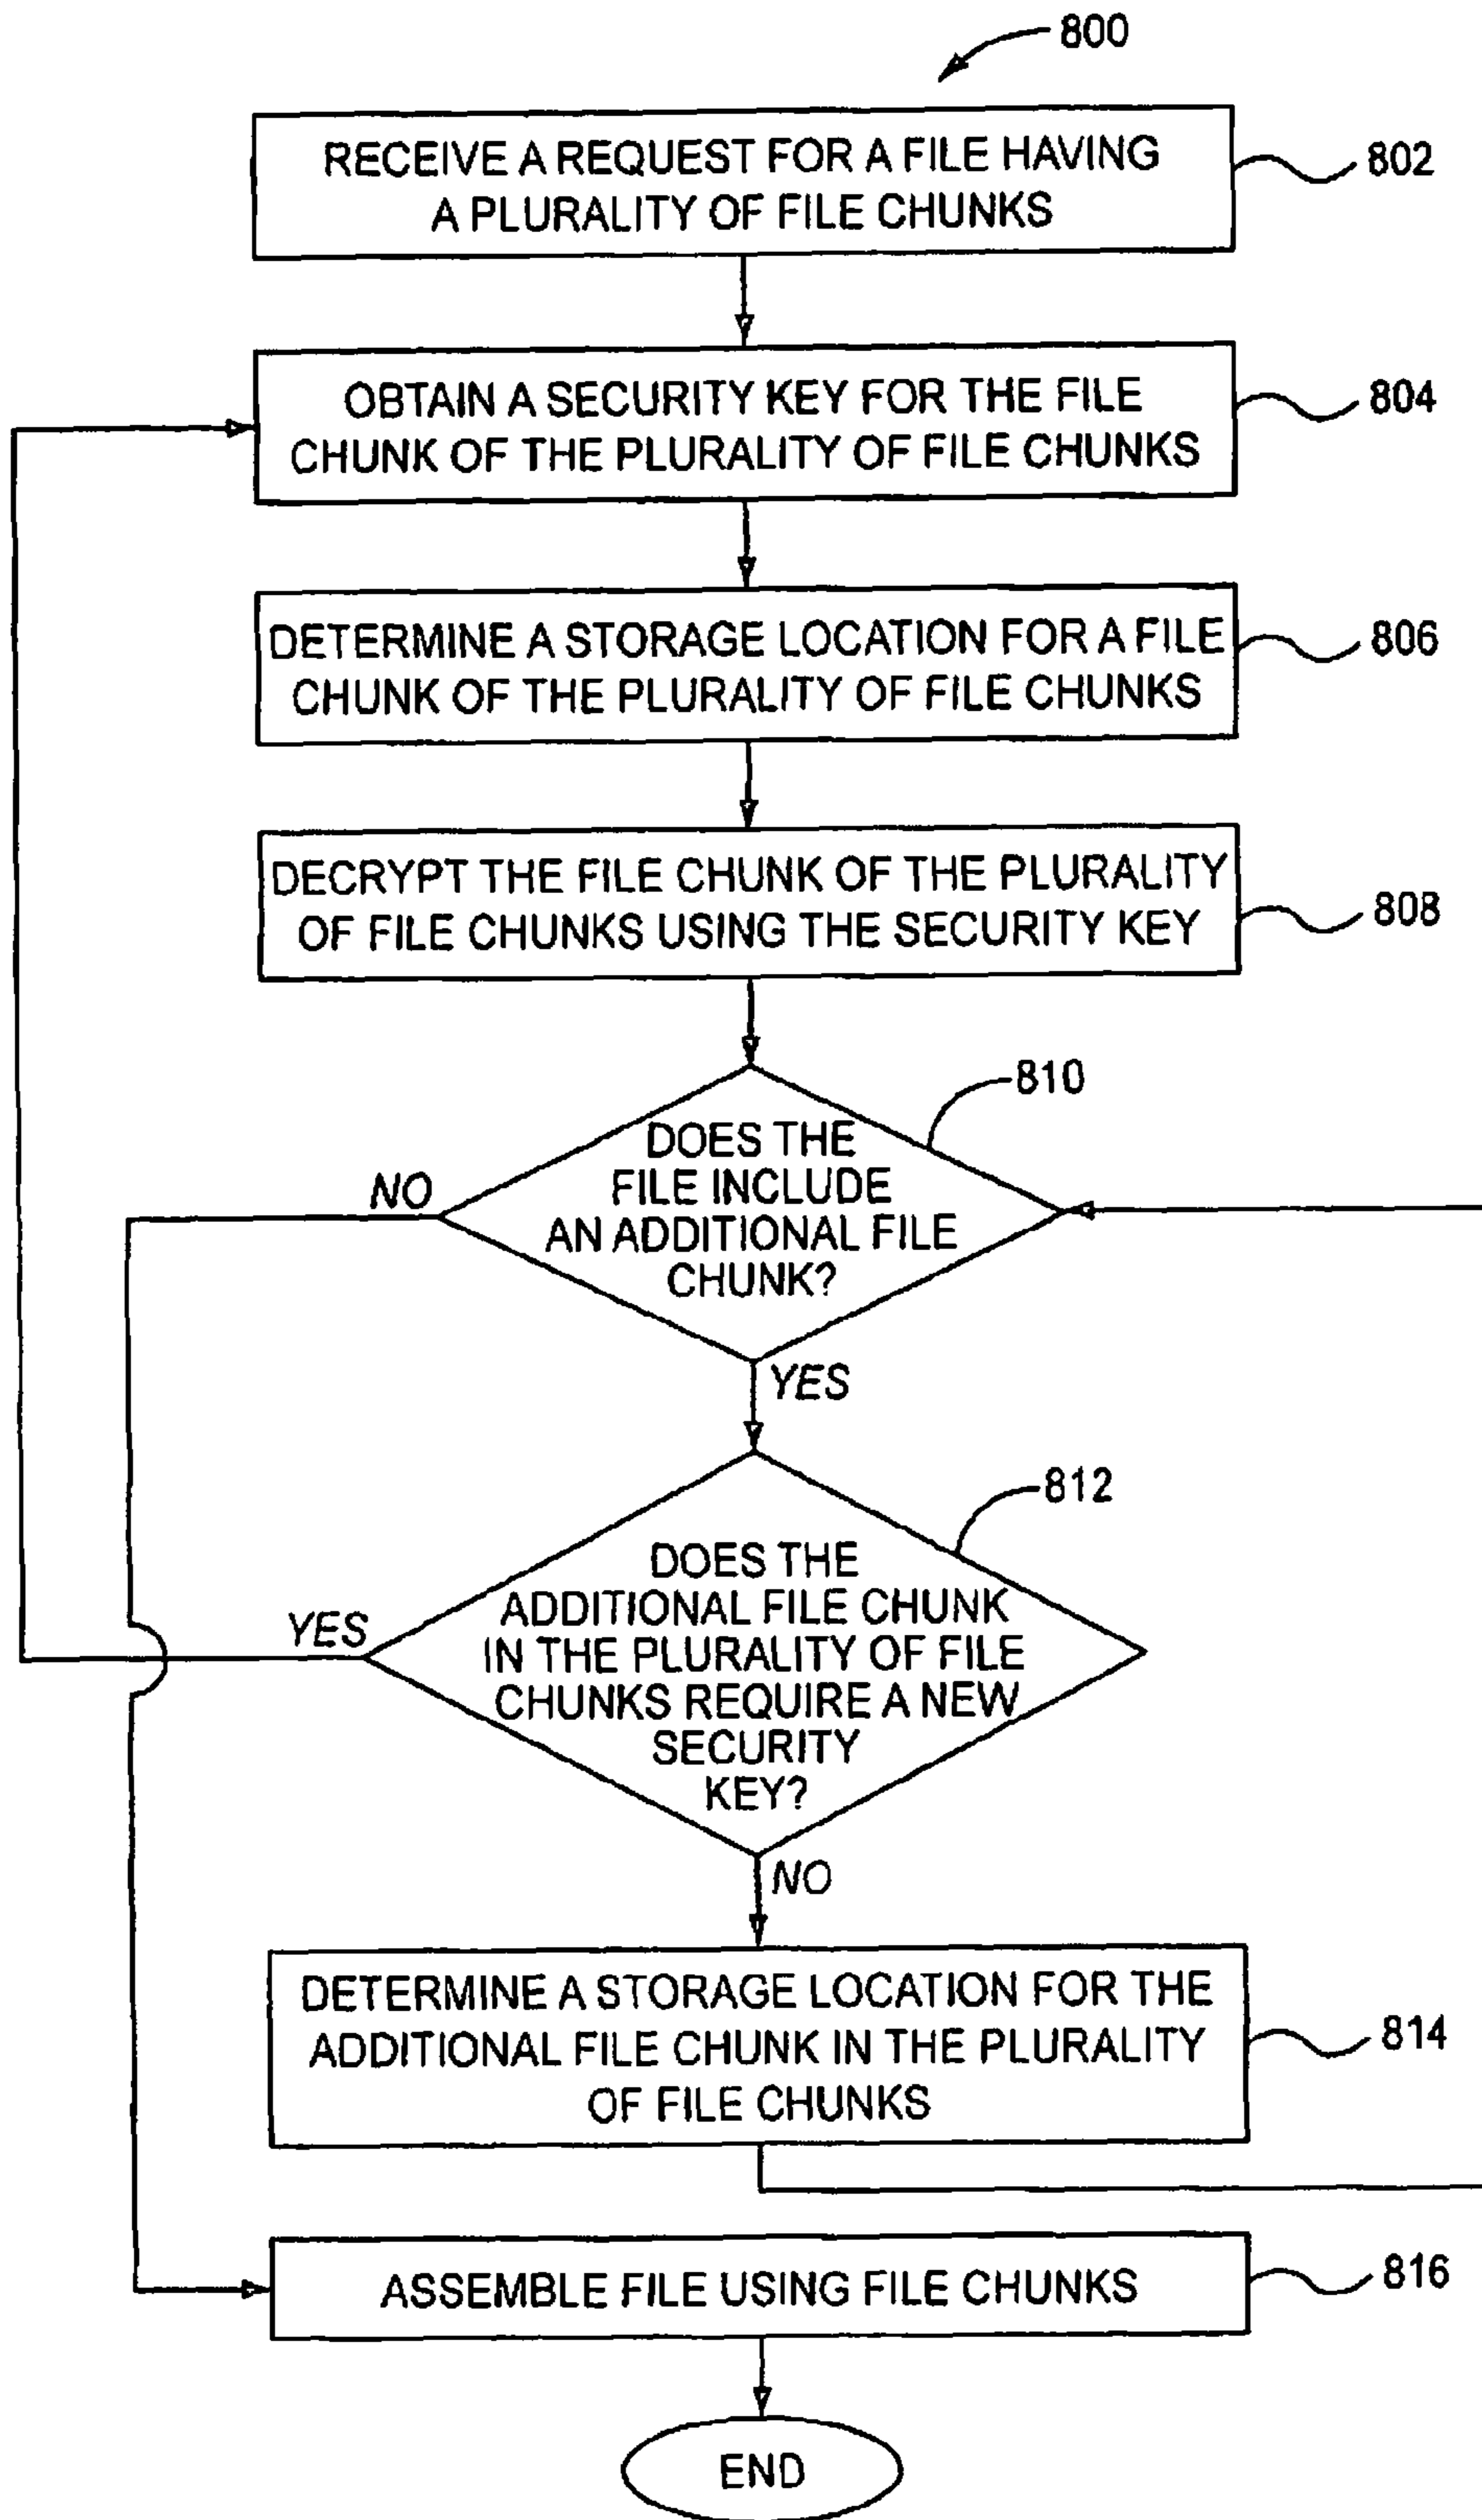 800
RECEIVE A REQUEST FOR A FILE HAVING
A PLURALITY OF FILE CHUNKS
802
OBTAIN A SECURITY KEY FOR THE FILE
CHUNK OF THE PLURALITY OF FILE CHUNKS
804
DETERMINE A STORAGE LOCATION FOR A FILE
CHUNK OF THE PLURALITY OF FILE CHUNKS
806
DECRYPT THE FILE CHUNK OF THE PLURALITY
OF FILE CHUNKS USING THE SECURITY KEY
808
810
DOES THE
FILE INCLUDE
AN ADDITIONAL FILE
CHUNK?
NO
YES
812
DOES THE
ADDITIONAL FILE CHUNK
IN THE PLURALITY OF FILE
CHUNKS REQUIRE A NEW
SECURITY
KEY?
YES
NO
DETERMINE A STORAGE LOCATION FOR THE
ADDITIONAL FILE CHUNK IN THE PLURALITY
OF FILE CHUNKS
814
ASSEMBLE FILE USING FILE CHUNKS
816
END